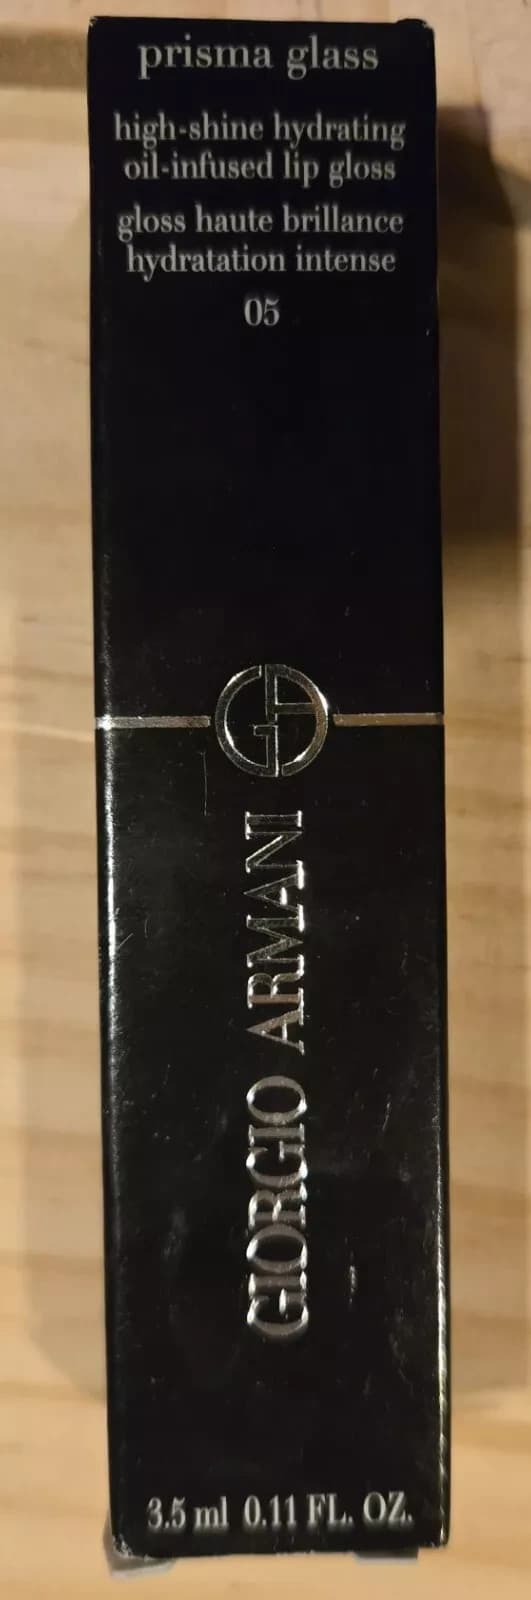 prisma glass
high-shine hydrating
oil-infused lip gloss
gloss haute brillance
hydratation intense
05
GA
GIORGIO ARMANI
3.5 ml 0.11 FL. OZ.